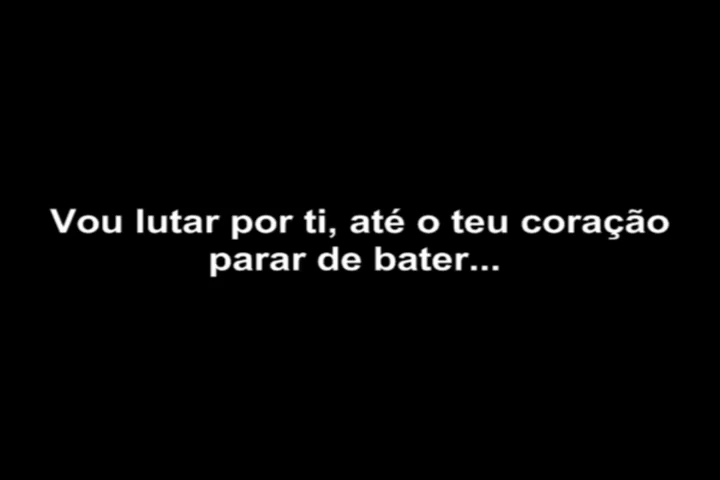 Vou lutar por ti, até o teu coração
parar de bater...